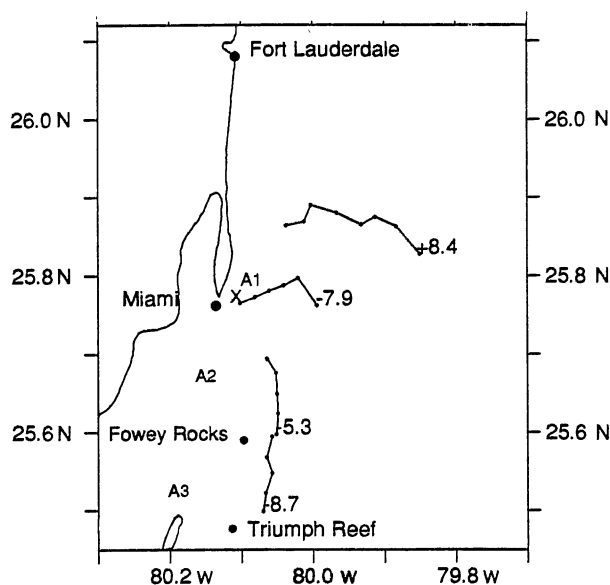 Fort Lauderdale
26.0 N
26.0 N
+8.4
25.8 N
25.8 N
A1
X
Miami
-7.9
A2
25.6 N
Fowey Rocks
-5.3
25.6 N
A3
-8.7
Triumph Reef
80.2 W
80.0 W
79.8 W